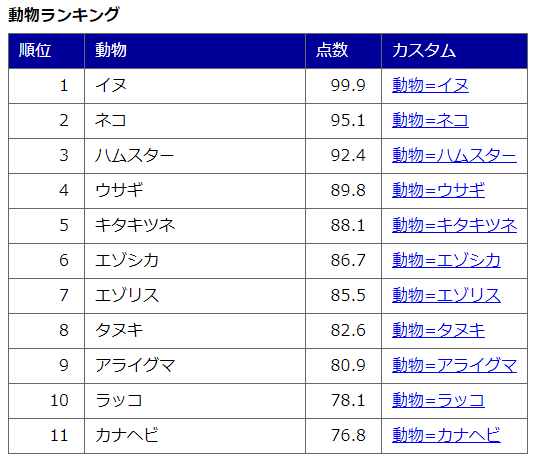 動物ランキング
順位 動物 点数 カスタム
1 イヌ 99.9 動物=イヌ
2 ネコ 95.1 動物=ネコ
3 ハムスター 92.4 動物=ハムスター
4 ウサギ 89.8 動物=ウサギ
5 キタキツネ 88.1 動物=キタキツネ
6 エゾシカ 86.7 動物=エゾシカ
7 エゾリス 85.5 動物=エゾリス
8 タヌキ 82.6 動物=タヌキ
9 アライグマ 80.9 動物=アライグマ
10 ラッコ 78.1 動物=ラッコ
11 カナヘビ 76.8 動物=カナヘビ